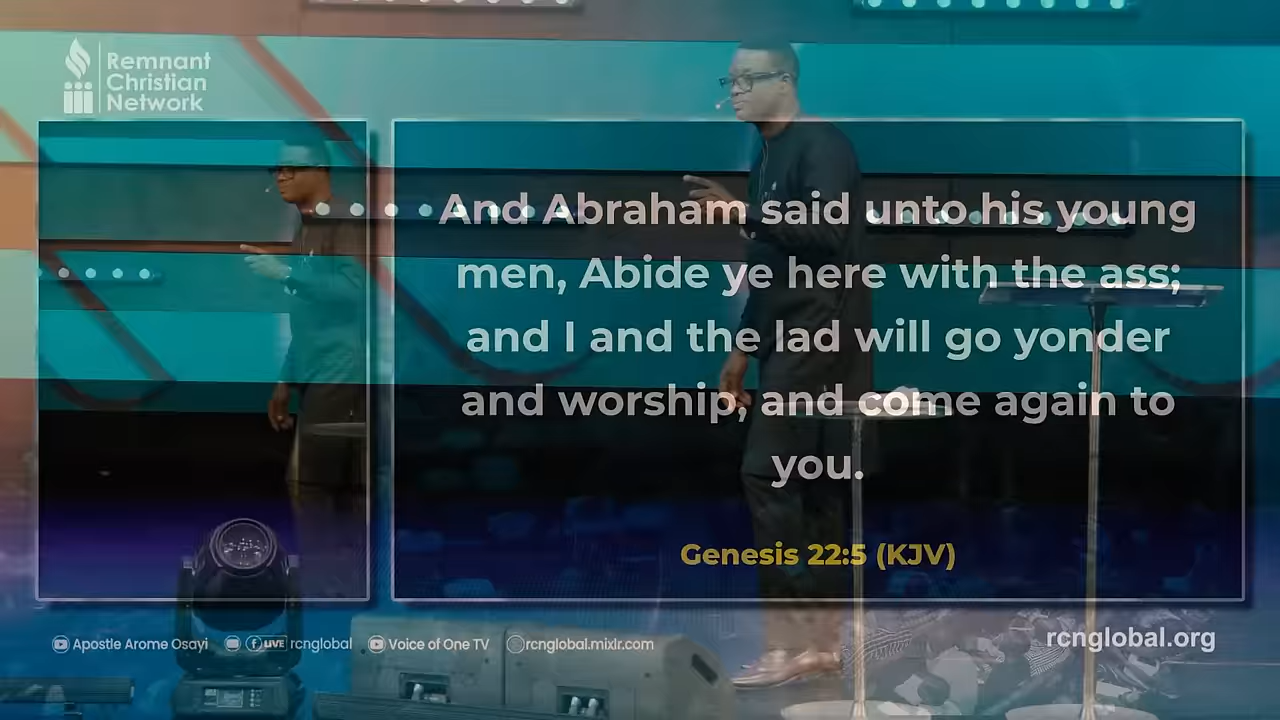 Remnant
Christian
Network
And Abraham said unto his young
men, Abide ye here with the ass;
and I and the lad will go yonder
and worship, and come again to
you.
Genesis 22:5 (KJV)
Apostle Arome Osayi
LIVE rcnglobal
Voice of One TV
rcnglobal.mixlr.com
rcnglobal.org